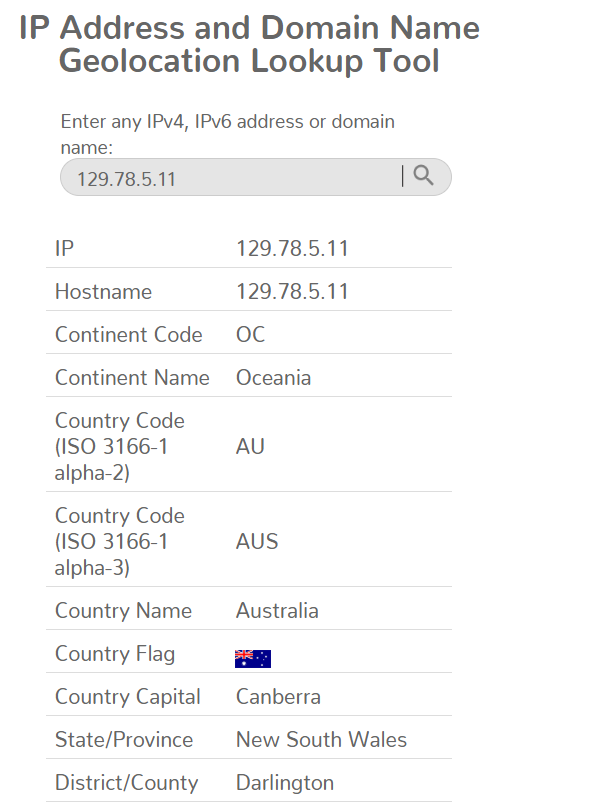 IP Address and Domain Name
Geolocation Lookup Tool
Enter any IPv4, IPv6 address or domain
name:
129.78.5.11
IP 129.78.5.11
Hostname 129.78.5.11
Continent Code OC
Continent Name Oceania
Country Code
(ISO 3166-1 AU
alpha-2)
Country Code
(ISO 3166-1 AUS
alpha-3)
Country Name Australia
Country Flag
Country Capital Canberra
State/Province New South Wales
District/County Darlington